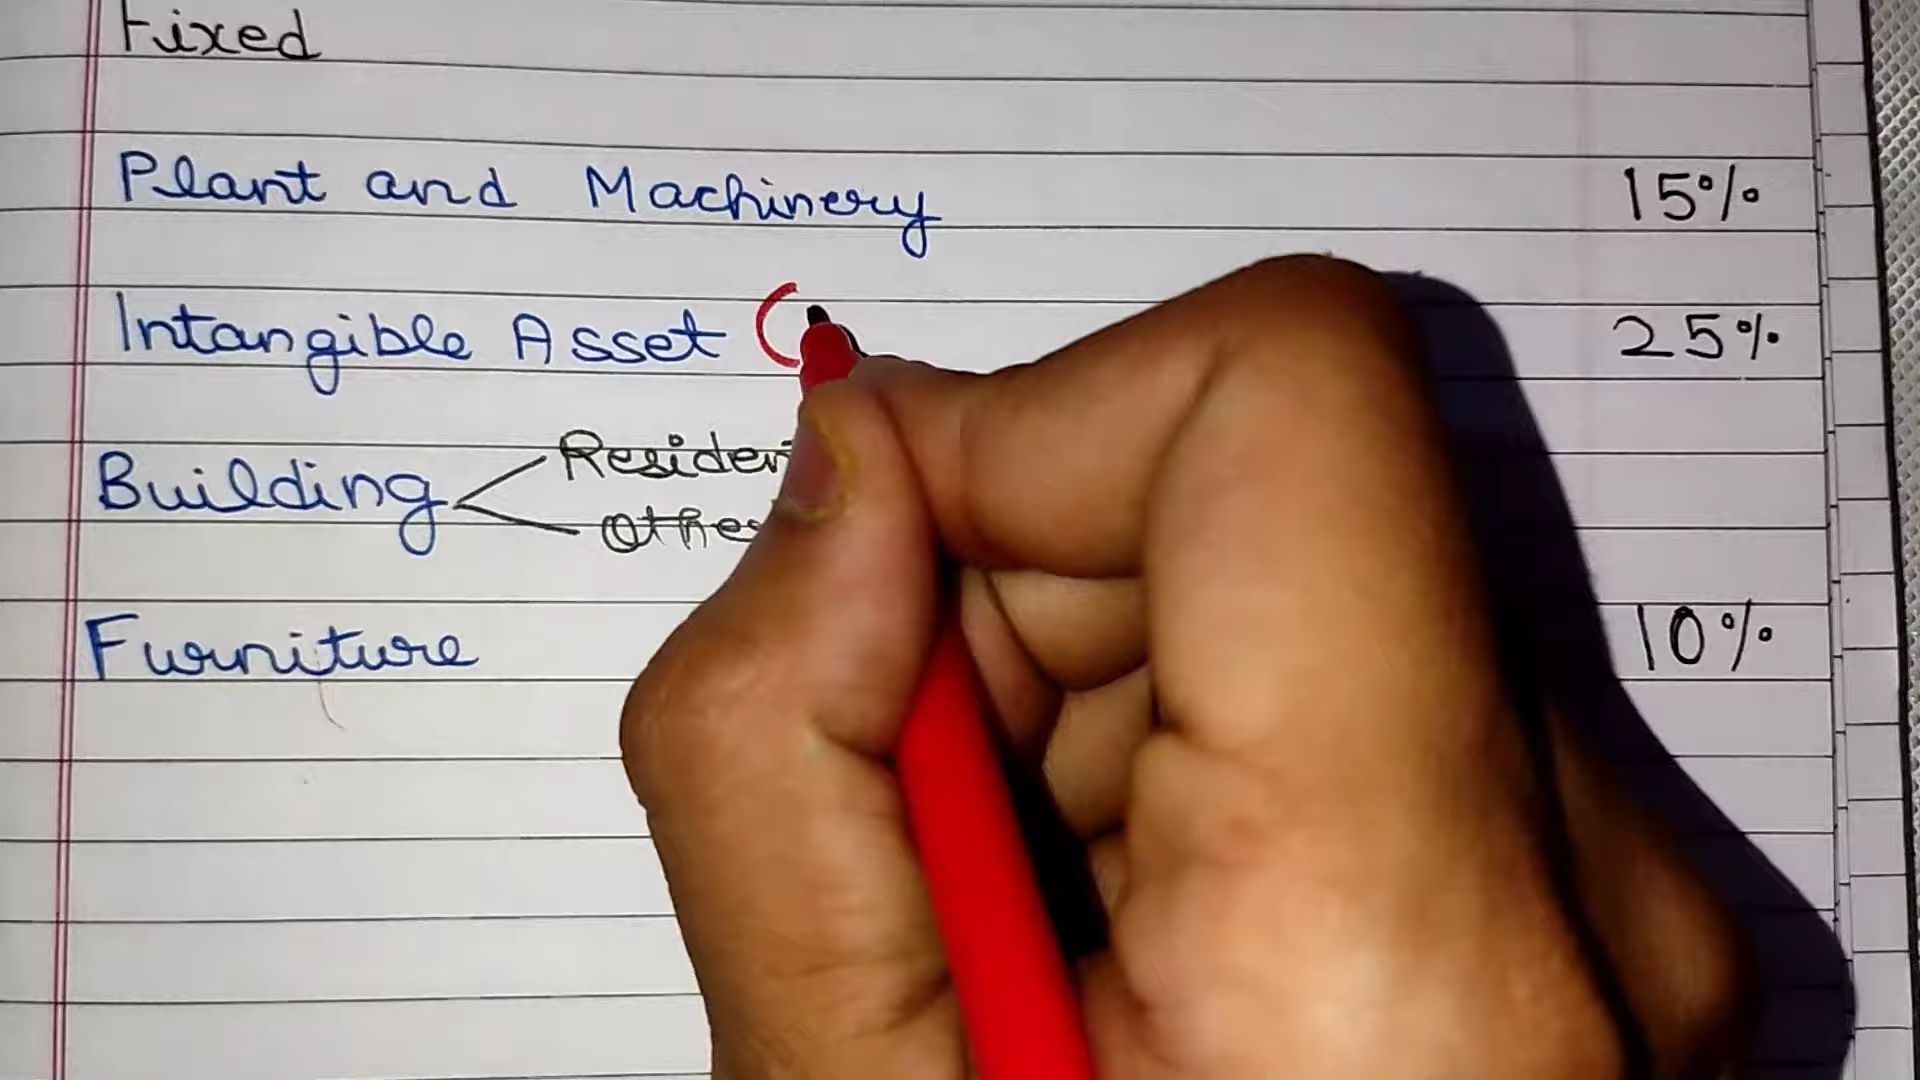 Fixed
Plant and Machinery 15%
Intangible Asset ( 25%
Building
Furniture 10%